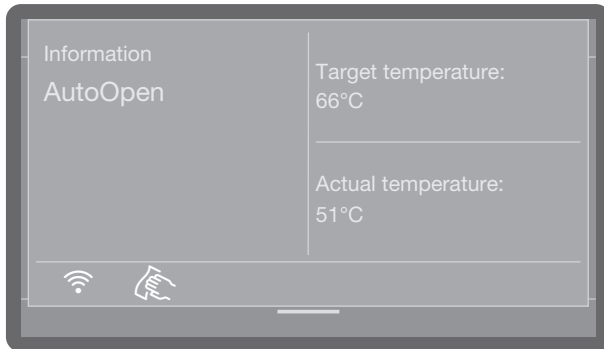 Information
AutoOpen
Target temperature:
66°C
Actual temperature:
51°C